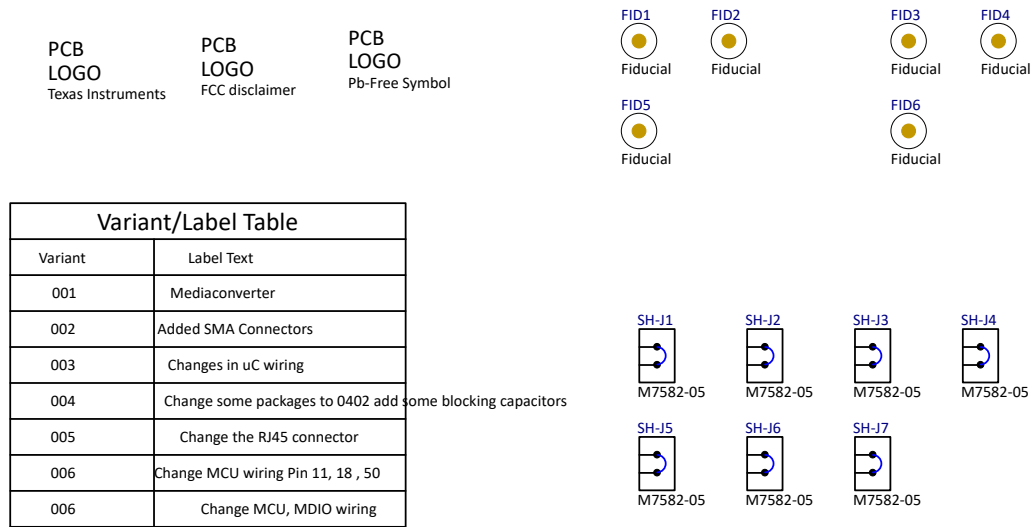 PCB
LOGO
Texas Instruments
PCB
LOGO
FCC disclaimer
PCB
LOGO
Pb-Free Symbol
FID1
Fiducial
FID2
Fiducial
FID3
Fiducial
FID4
Fiducial
FID5
Fiducial
FID6
Fiducial
Variant/Label Table
Variant Label Text
001 Mediaconverter
002 Added SMA Connectors
003 Changes in uC wiring
004 Change some packages to 0402 add some blocking capacitors
005 Change the RJ45 connector
006 Change MCU wiring Pin 11, 18 , 50
006 Change MCU, MDIO wiring
SH-J1
M7582-05
SH-J2
M7582-05
SH-J3
M7582-05
SH-J4
M7582-05
SH-J5
M7582-05
SH-J6
M7582-05
SH-J7
M7582-05